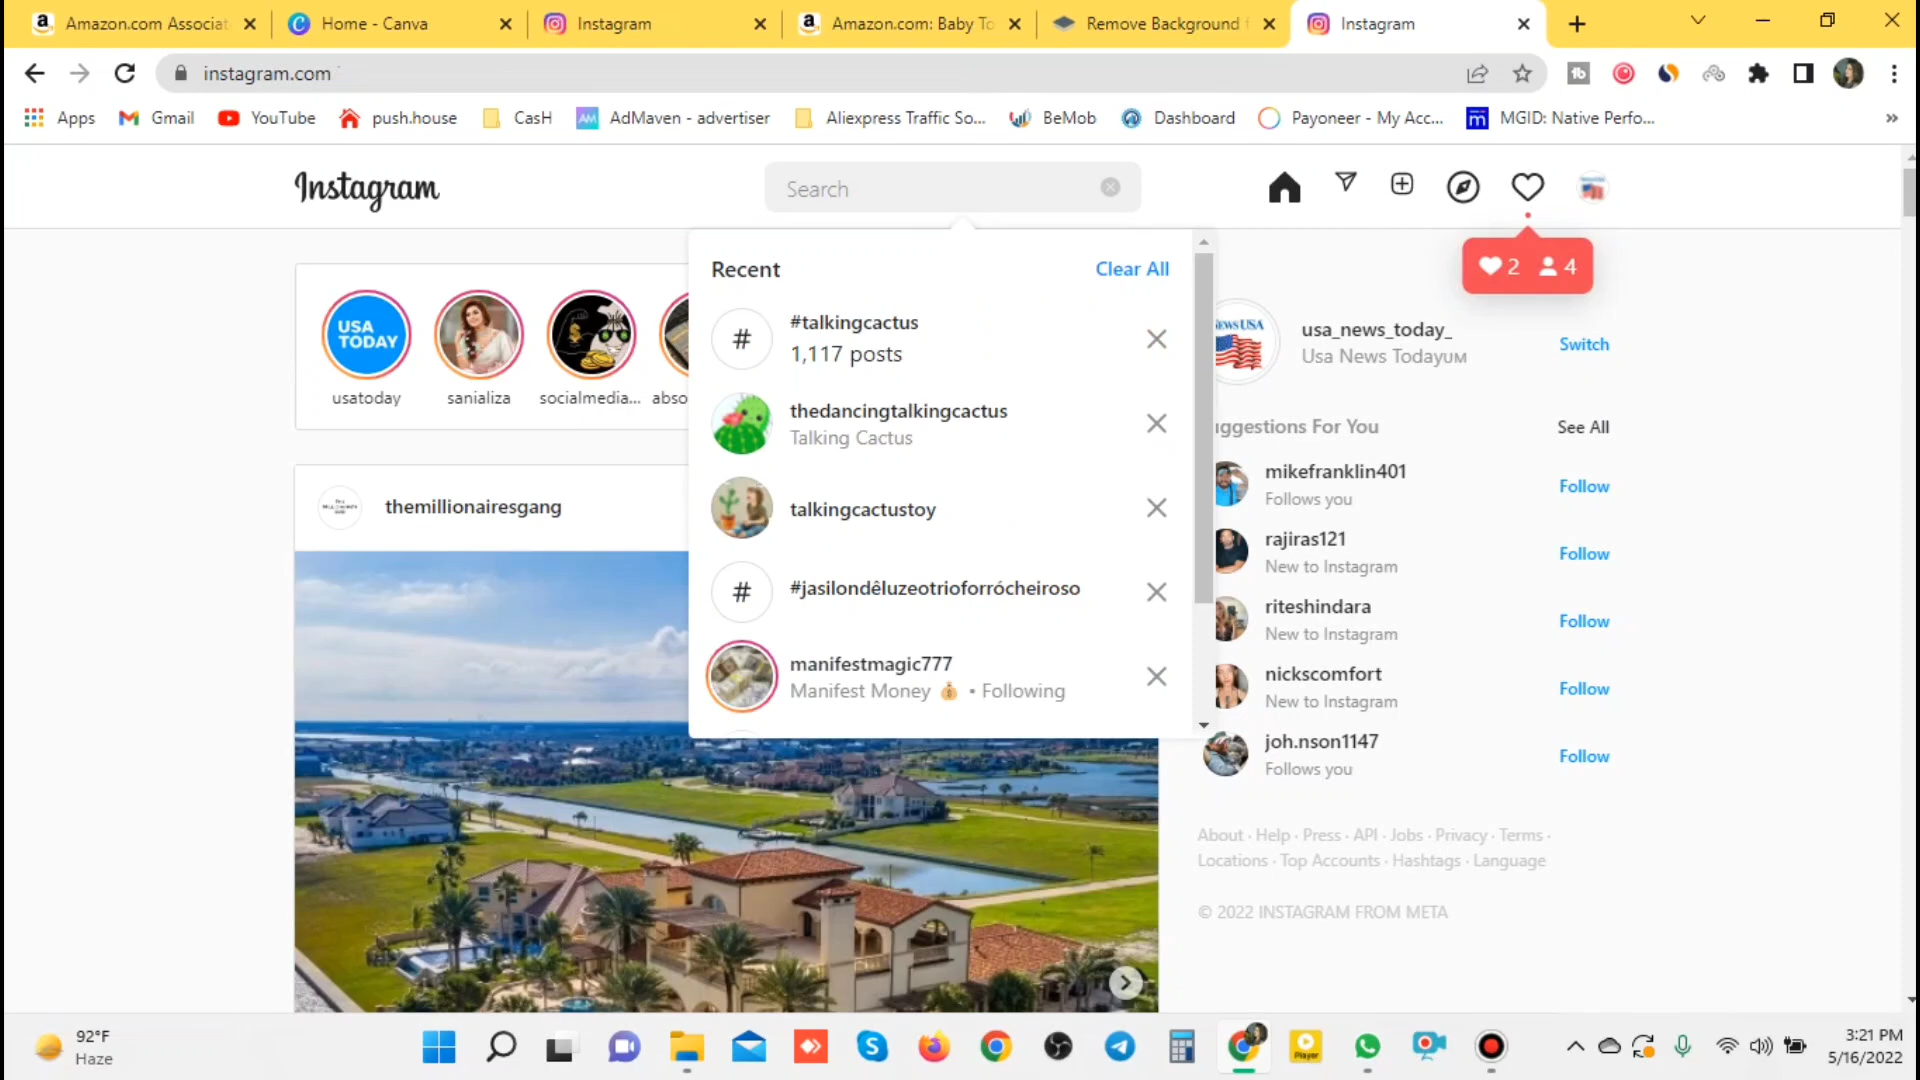 Amazon.com Associat
Home - Canva
Instagram
Amazon.com: Baby To
Remove Background f
Instagram
instagram.com
Apps
Gmail
YouTube
push.house
CasH
AdMaven - advertiser
Aliexpress Traffic So...
BeMob
Dashboard
Payoneer - My Acc...
MGID: Native Perfo...
Instagram
Search
Recent
Clear All
2
4
#talkingcactus
1,117 posts
thedancingtalkingcactus
Talking Cactus
talkingcactustoy
#jasilondêluzeotrioforrócheiroso
manifestmagic777
Manifest Money 💰 • Following
USA
TODAY
usatoday
sanializa
socialmedia...
abso
themillionairesgang
NEWS USA
usa_news_today_
Usa News Todayᴜᴍ
Switch
uggestions For You
See All
mikefranklin401
Follows you
Follow
rajiras121
New to Instagram
Follow
riteshindara
New to Instagram
Follow
nickscomfort
New to Instagram
Follow
joh.nson1147
Follows you
Follow
About · Help · Press · API · Jobs · Privacy · Terms ·
Locations · Top Accounts · Hashtags · Language
© 2022 INSTAGRAM FROM META
92°F
Haze
Player
3:21 PM
5/16/2022